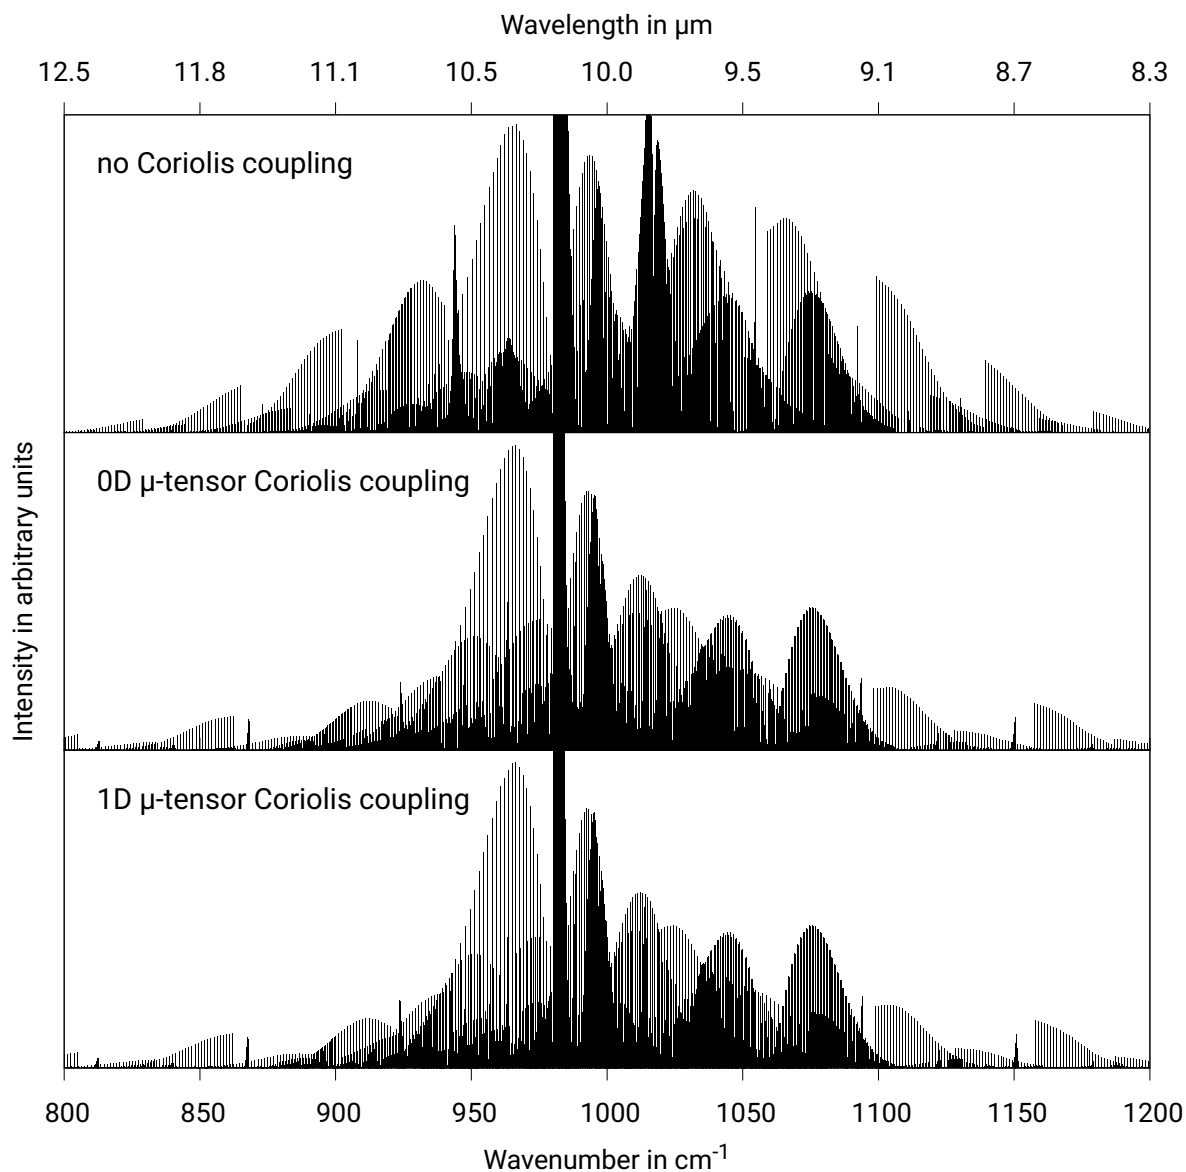 Wavelength in µm
12.5 11.8 11.1 10.5 10.0 9.5 9.1 8.7 8.3
no Coriolis coupling
0D µ-tensor Coriolis coupling
1D µ-tensor Coriolis coupling
Intensity in arbitrary units
800 850 900 950 1000 1050 1100 1150 1200
Wavenumber in cm-1